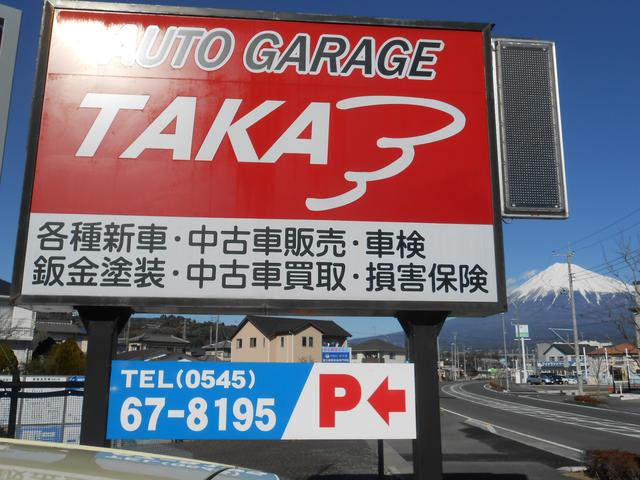 AUTO GARAGE
TAKA
各種新車・中古車販売・車検
鈑金塗装・中古車買取・損害保険
TEL(0545)
67-8195
P